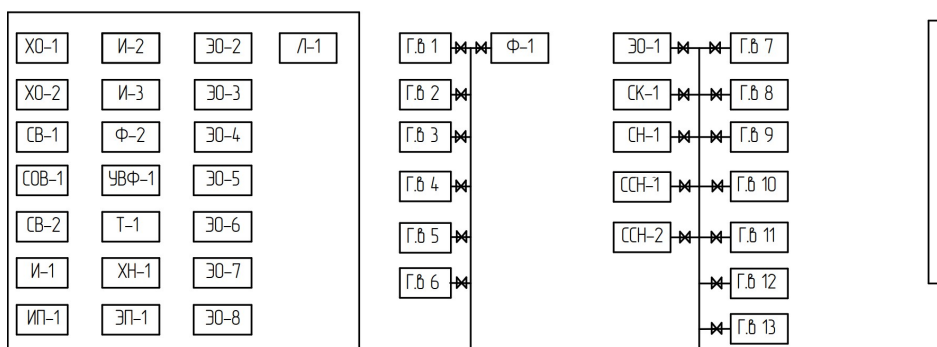 ХО-1 И-2 ЭО-2 Л-1 Г.в 1 Ф-1 ЭО-1 Г.в 7
ХО-2 И-3 ЭО-3 Г.в 2 СК-1 Г.в 8
СВ-1 Ф-2 ЭО-4 Г.в 3 СН-1 Г.в 9
СОВ-1 УВФ-1 ЭО-5 Г.в 4 ССН-1 Г.в 10
СВ-2 Т-1 ЭО-6 Г.в 5 ССН-2 Г.в 11
И-1 ХН-1 ЭО-7 Г.в 6 Г.в 12
ИП-1 ЭП-1 ЭО-8 Г.в 13